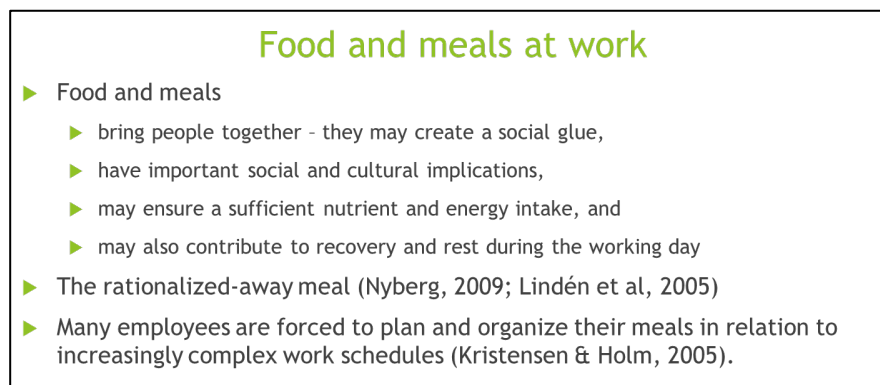 Food and meals at work
Food and meals
bring people together - they may create a social glue,
have important social and cultural implications,
may ensure a sufficient nutrient and energy intake, and
may also contribute to recovery and rest during the working day
The rationalized-away meal (Nyberg, 2009; Lindén et al, 2005)
Many employees are forced to plan and organize their meals in relation to
increasingly complex work schedules (Kristensen & Holm, 2005).